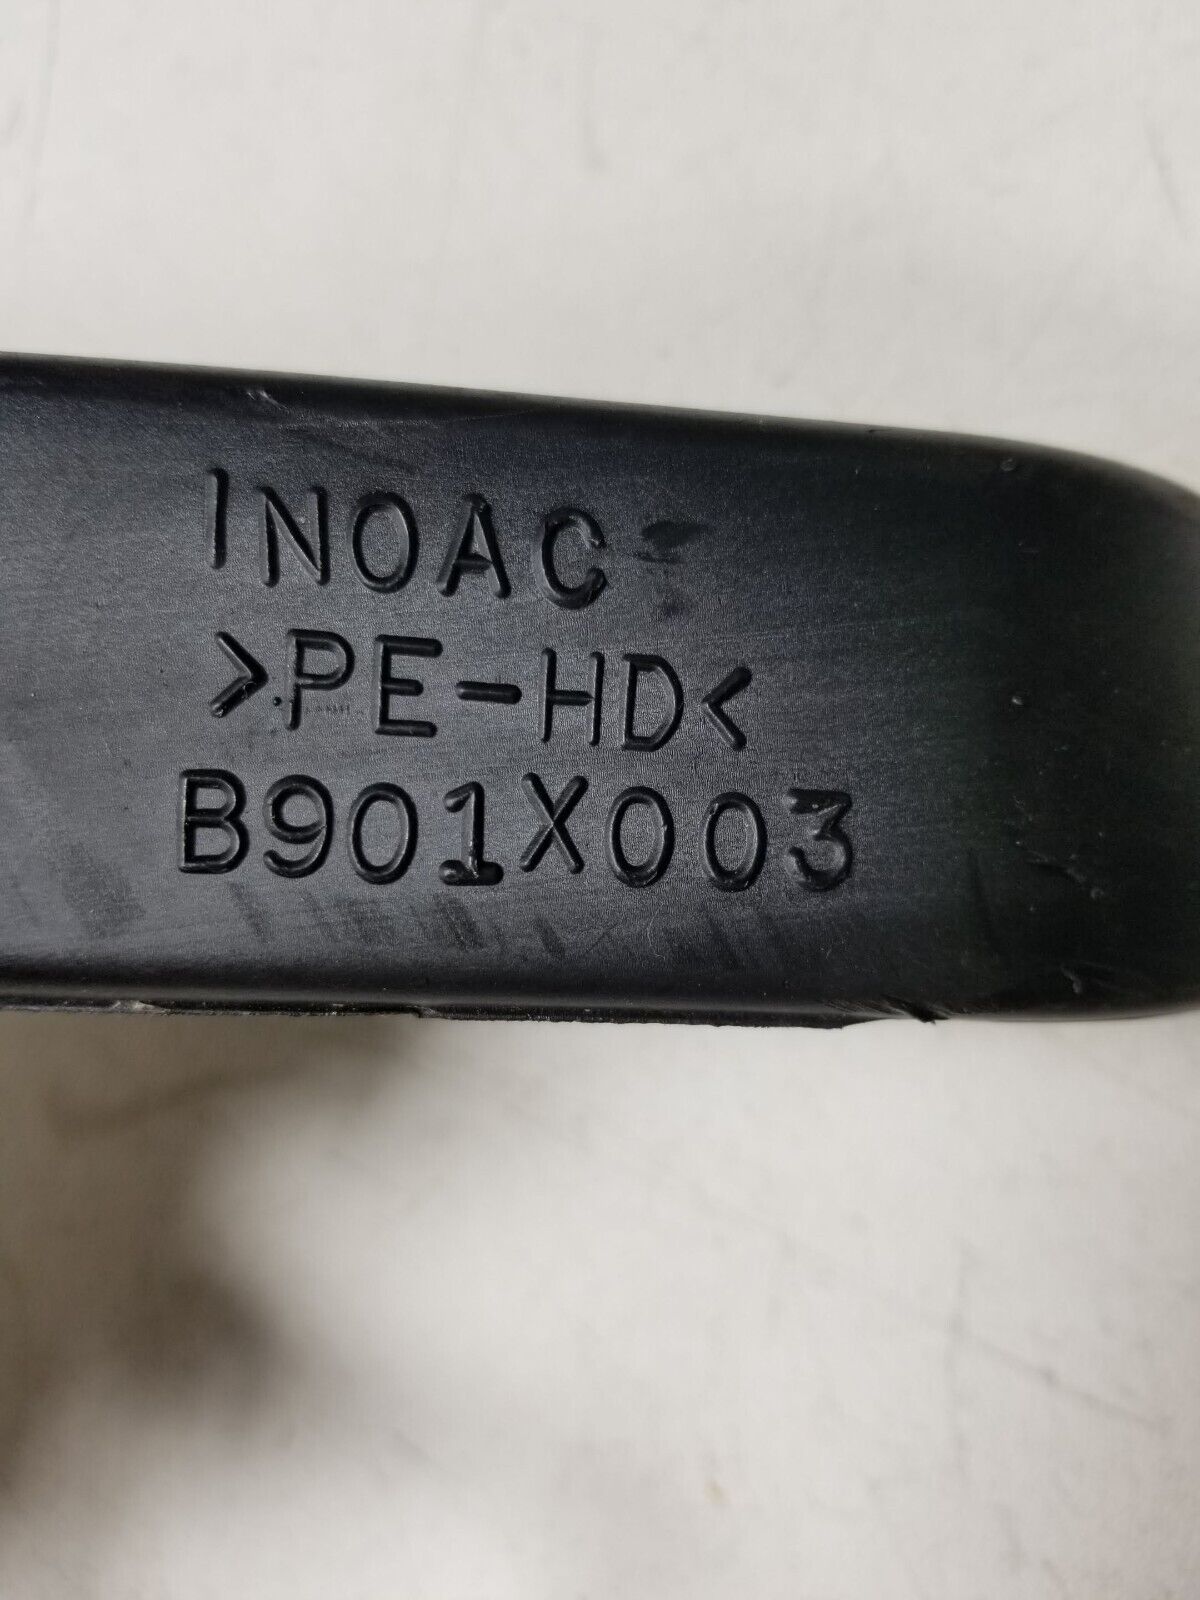 INOAC
>PE-HD<
B901X003